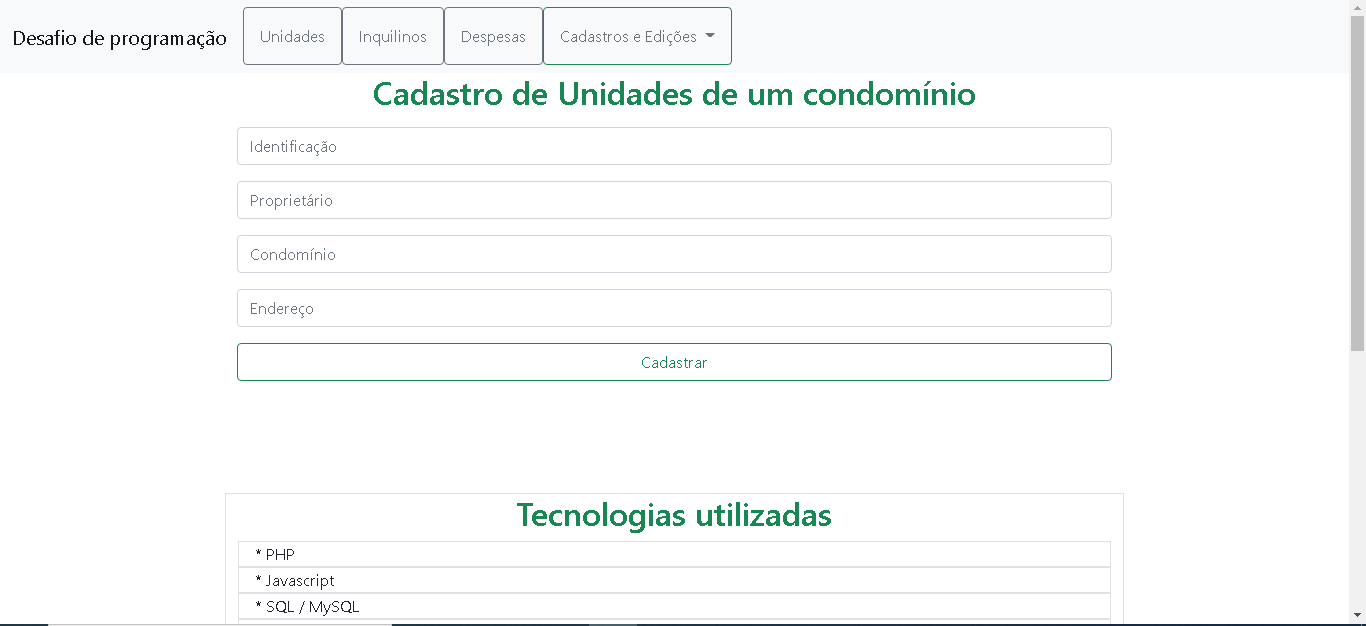 Desafio de programação Unidades Inquilinos Despesas Cadastros e Edições
Cadastro de Unidades de um condomínio
Identificação
Proprietário
Condomínio
Endereço
Cadastrar
Tecnologias utilizadas
* PHP
* Javascript
* SQL / MySQL